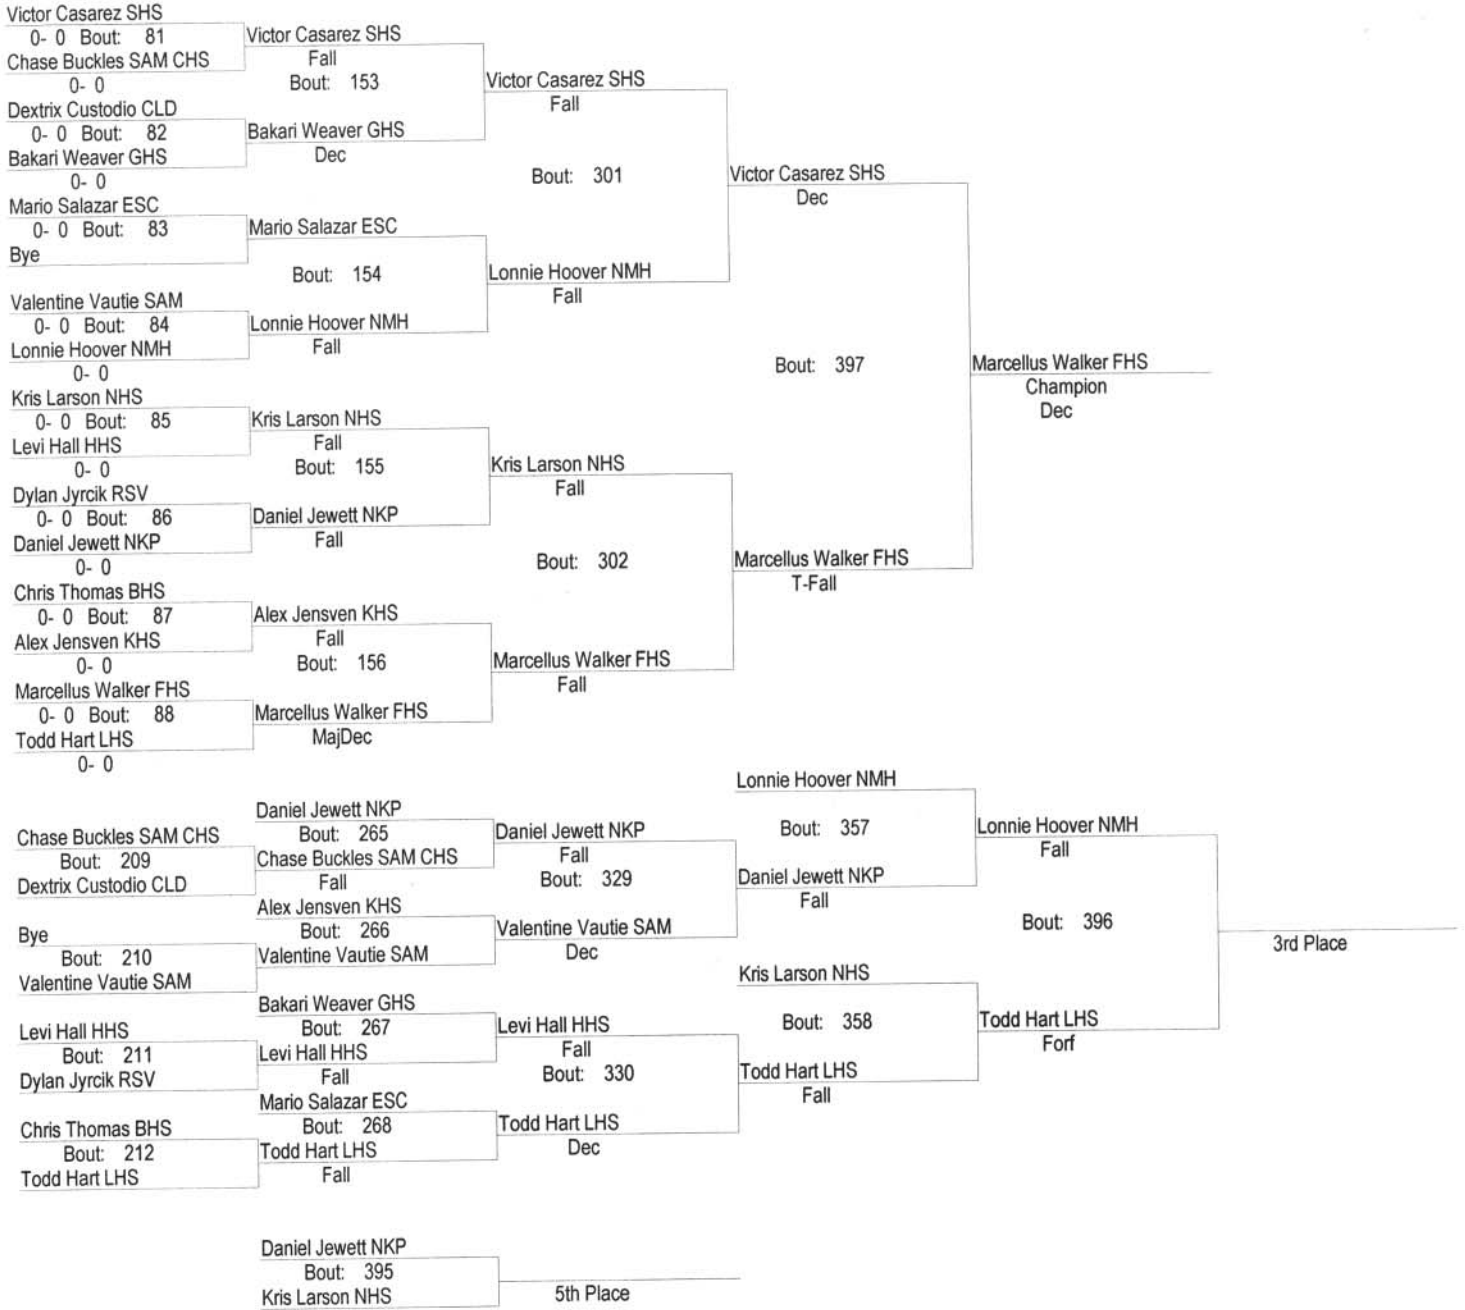 Victor Casarez SHS
0- 0 Bout: 81
Chase Buckles SAM CHS
0- 0
Dextrix Custodio CLD
0- 0 Bout: 82
Bakari Weaver GHS
0- 0
Mario Salazar ESC
0- 0 Bout: 83
Bye
Valentine Vautie SAM
0- 0 Bout: 84
Lonnie Hoover NMH
0- 0
Kris Larson NHS
0- 0 Bout: 85
Levi Hall HHS
0- 0
Dylan Jyrcik RSV
0- 0 Bout: 86
Daniel Jewett NKP
0- 0
Chris Thomas BHS
0- 0 Bout: 87
Alex Jensven KHS
0- 0
Marcellus Walker FHS
0- 0 Bout: 88
Todd Hart LHS
0- 0
Victor Casarez SHS
Fall
Bout: 153
Bakari Weaver GHS
Dec
Mario Salazar ESC
Bout: 154
Lonnie Hoover NMH
Fall
Kris Larson NHS
Fall
Bout: 155
Daniel Jewett NKP
Fall
Alex Jensven KHS
Fall
Bout: 156
Marcellus Walker FHS
MajDec
Victor Casarez SHS
Fall
Bout: 301
Lonnie Hoover NMH
Fall
Kris Larson NHS
Fall
Bout: 302
Marcellus Walker FHS
Fall
Victor Casarez SHS
Dec
Bout: 397
Marcellus Walker FHS
T-Fall
Marcellus Walker FHS
Champion
Dec
Chase Buckles SAM CHS
Bout: 209
Dextrix Custodio CLD
Bye
Bout: 210
Valentine Vautie SAM
Levi Hall HHS
Bout: 211
Dylan Jyrcik RSV
Chris Thomas BHS
Bout: 212
Todd Hart LHS
Daniel Jewett NKP
Bout: 265
Chase Buckles SAM CHS
Fall
Alex Jensven KHS
Bout: 266
Valentine Vautie SAM
Bakari Weaver GHS
Bout: 267
Levi Hall HHS
Fall
Mario Salazar ESC
Bout: 268
Todd Hart LHS
Fall
Daniel Jewett NKP
Fall
Bout: 329
Valentine Vautie SAM
Dec
Levi Hall HHS
Fall
Bout: 330
Todd Hart LHS
Dec
Lonnie Hoover NMH
Bout: 357
Daniel Jewett NKP
Fall
Kris Larson NHS
Bout: 358
Todd Hart LHS
Fall
Lonnie Hoover NMH
Fall
Bout: 396
Todd Hart LHS
Forf
3rd Place
Daniel Jewett NKP
Bout: 395
Kris Larson NHS
5th Place